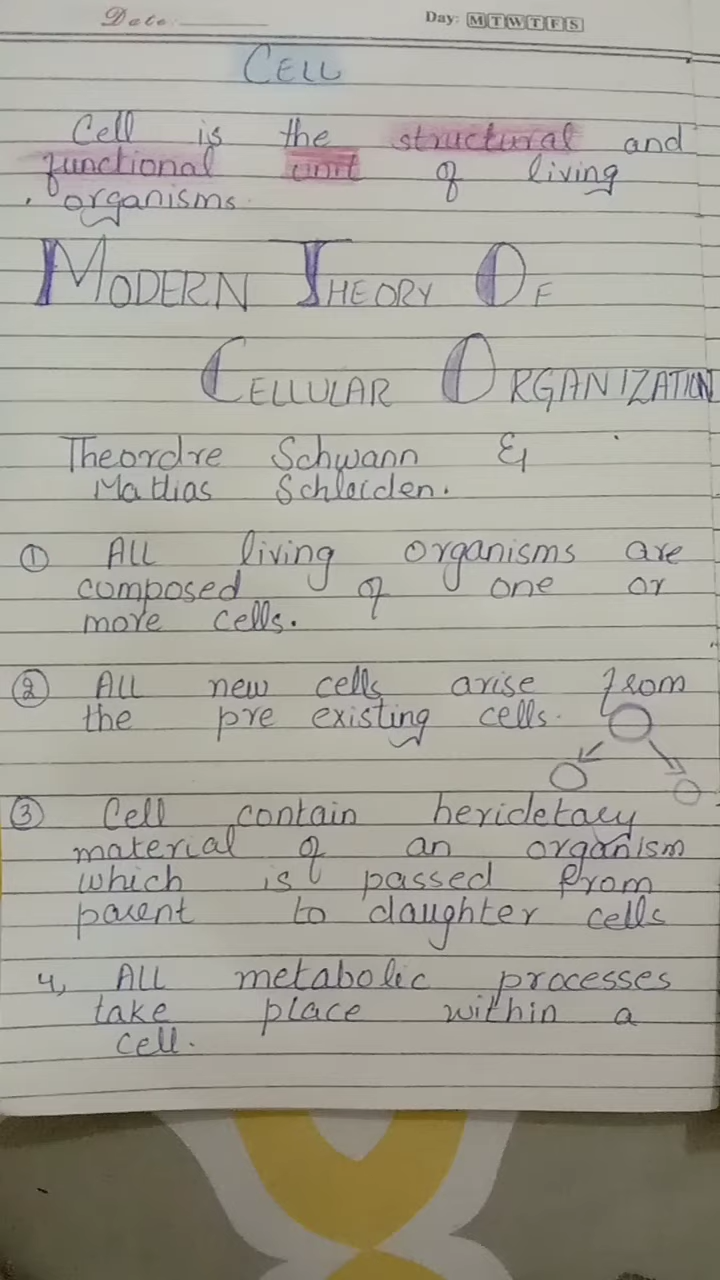 Date: Day: M T W T F S
CELL
Cell is the structural and
functional unit of living
organisms.
MODERN THEORY OF
CELLULAR ORGANIZATION
Theordre Schwann &
Matlias Schleiden.
① All living organisms are
composed of one or
more cells.
② All new cells arise from
the pre existing cells.
③ Cell contain heridetacy
material of an organism
which is passed from
parent to daughter cells
4, All metabolic processes
take place within a
cell.